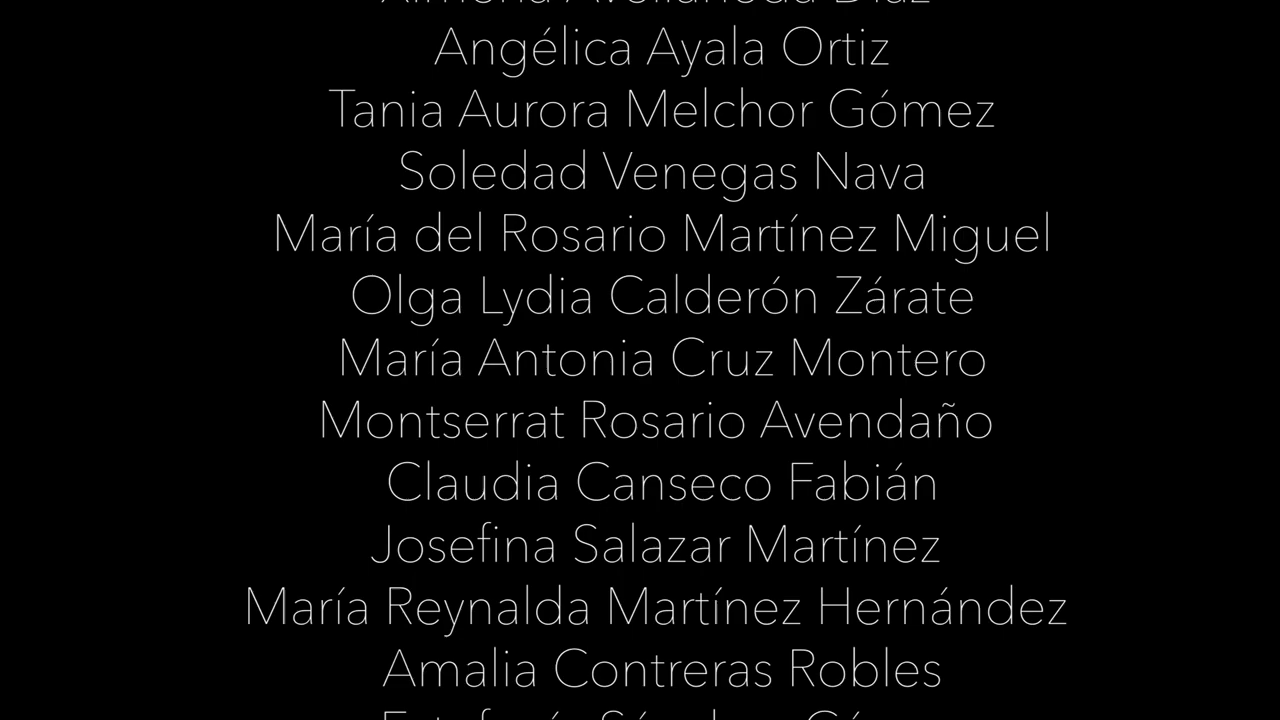 Angélica Ayala Ortiz
Tania Aurora Melchor Gómez
Soledad Venegas Nava
María del Rosario Martínez Miguel
Olga Lydia Calderón Zárate
María Antonia Cruz Montero
Montserrat Rosario Avendaño
Claudia Canseco Fabián
Josefina Salazar Martínez
María Reynalda Martínez Hernández
Amalia Contreras Robles